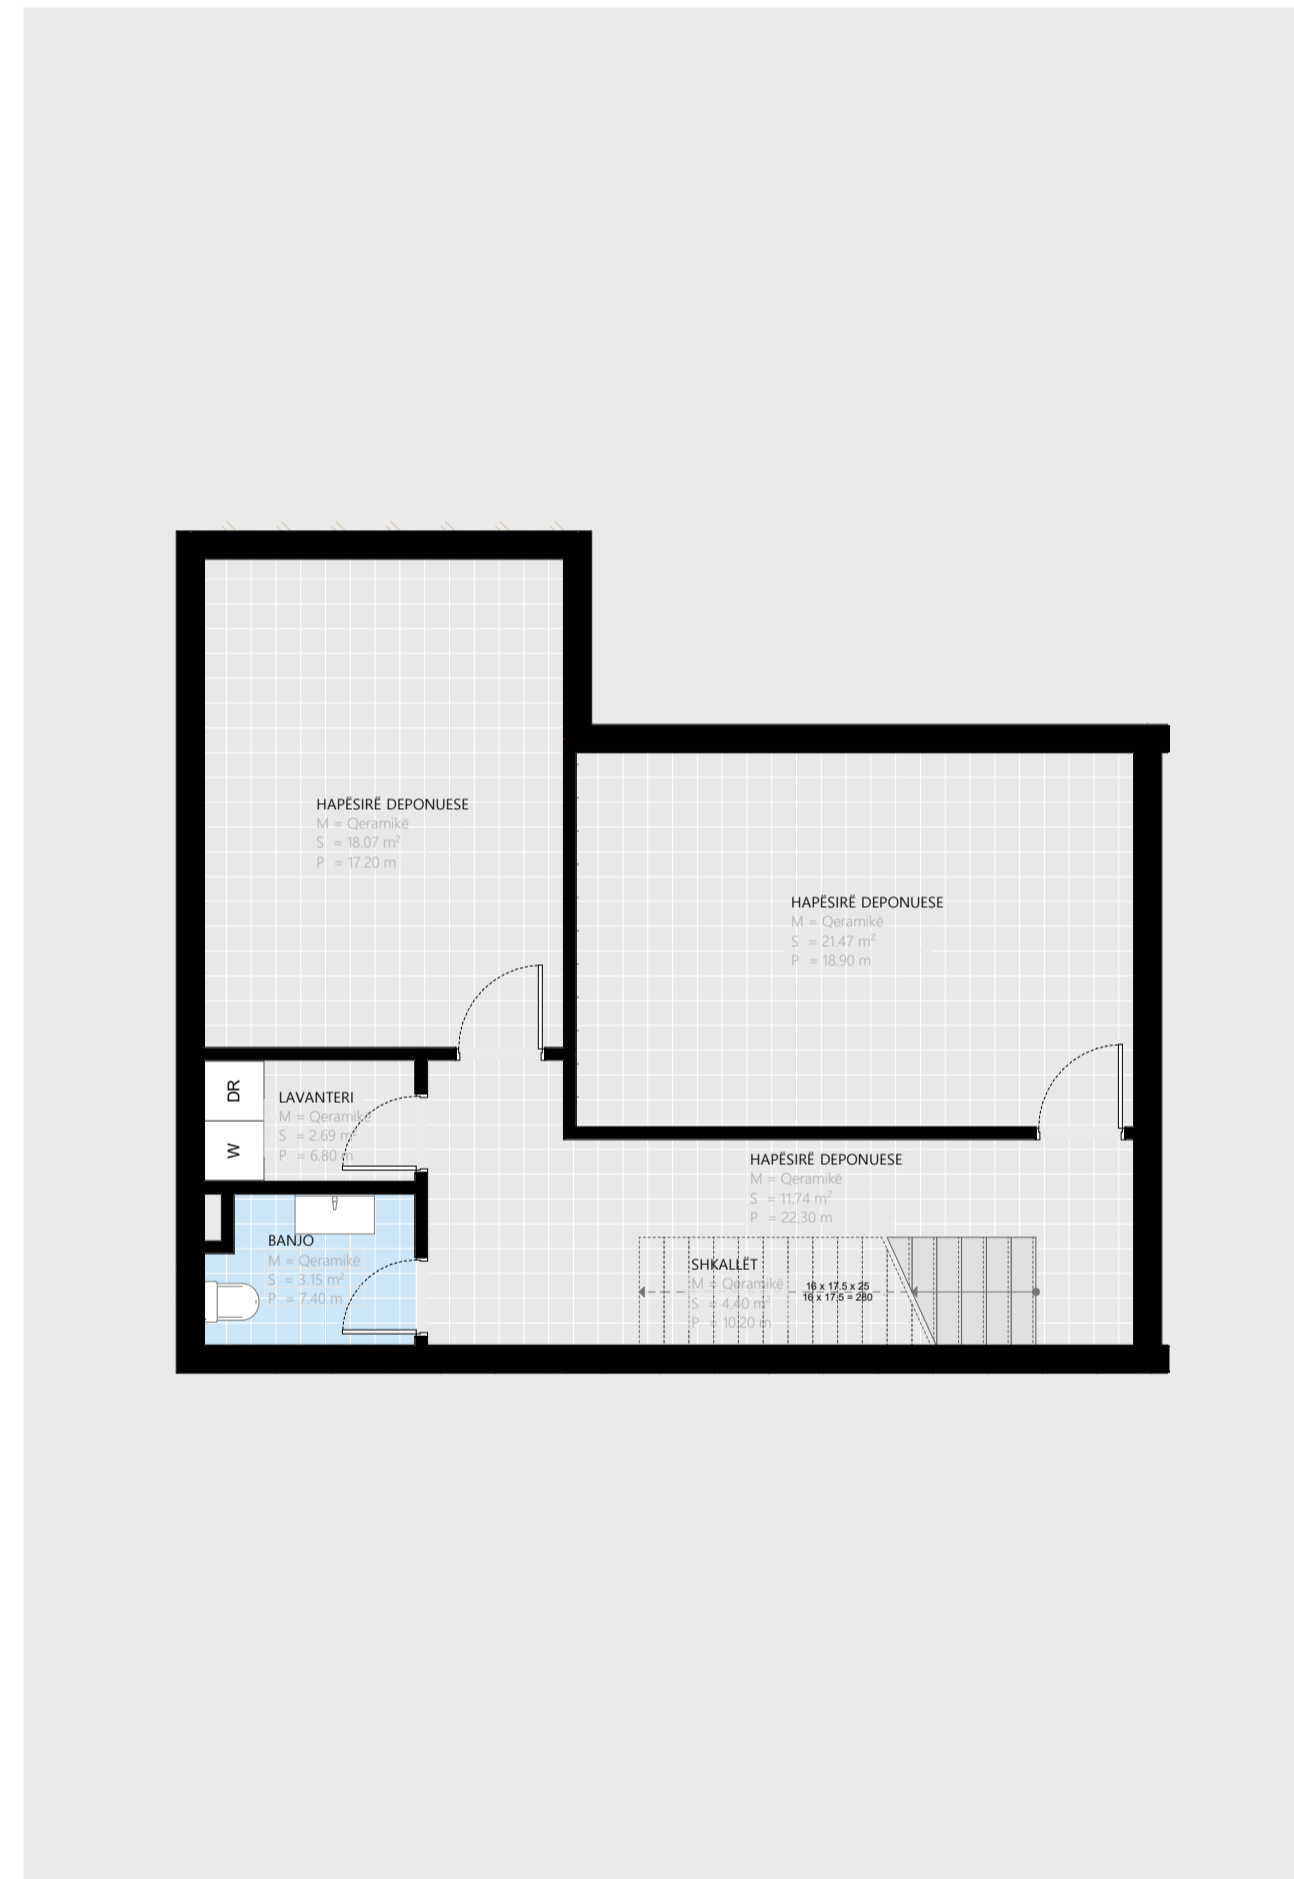 HAPËSIRË DEPONUESE
M = Qeramikë
S = 18.07 m²
P = 17.20 m
HAPËSIRË DEPONUESE
M = Qeramikë
S = 21.47 m²
P = 18.90 m
DR
W
LAVANTERI
M = Qeramikë
S = 2.69 m²
P = 6.80 m
HAPËSIRË DEPONUESE
M = Qeramikë
S = 11.74 m²
P = 22.30 m
BANJO
M = Qeramikë
S = 3.15 m²
P = 7.40 m
SHKALLËT
M = Qeramikë
S = 4.40 m²
P = 10.20 m
16 x 17.5 x 25
16 x 17.5 = 280